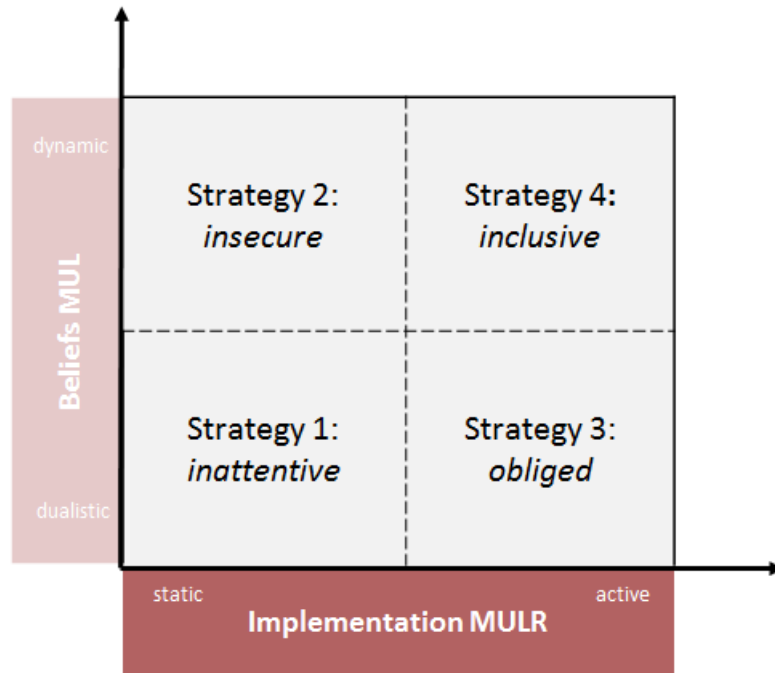 dynamic
Beliefs MUL
dualistic
Strategy 2:
insecure
Strategy 4:
inclusive
Strategy 1:
inattentive
Strategy 3:
obliged
static
active
Implementation MULR